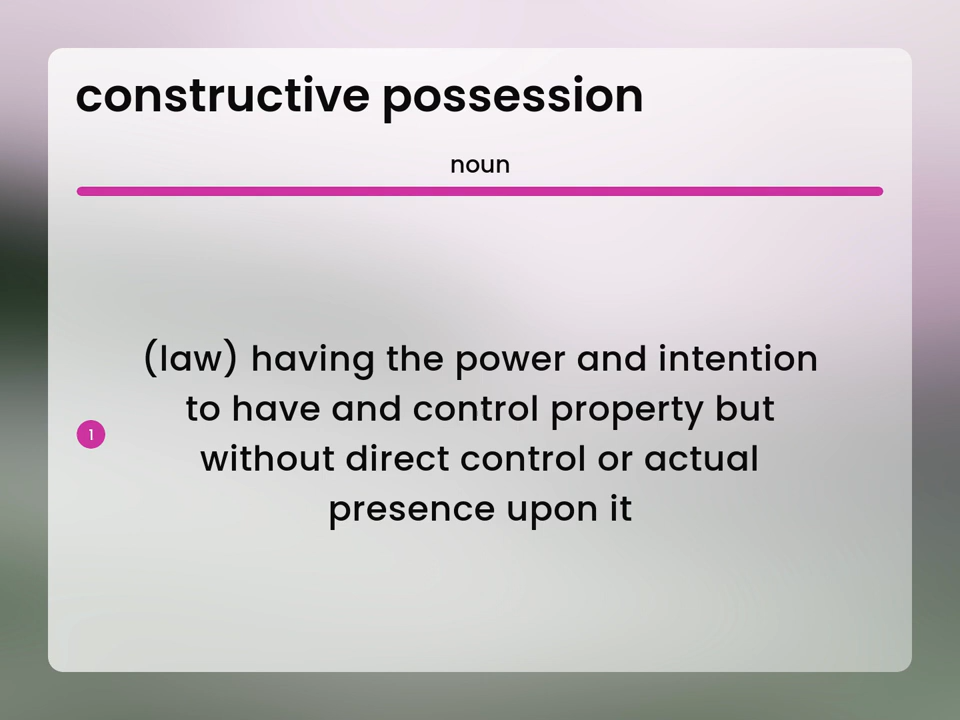 constructive possession
noun
(law) having the power and intention
to have and control property but
1
without direct control or actual
presence upon it